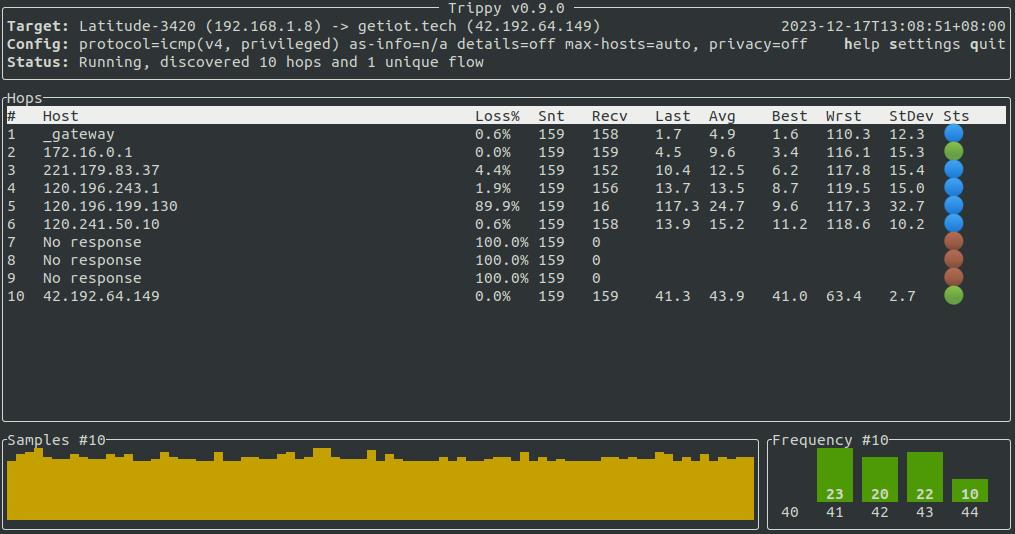 Trippy v0.9.0
Target: Latitude-3420 (192.168.1.8) -> getiot.tech (42.192.64.149) 2023-12-17T13:08:51+08:00
Config: protocol=icmp(v4, privileged) as-info=n/a details=off max-hosts=auto, privacy=off help settings quit
Status: Running, discovered 10 hops and 1 unique flow
Hops
# Host Loss% Snt Recv Last Avg Best Wrst StDev Sts
1 _gateway 0.6% 159 158 1.7 4.9 1.6 110.3 12.3
2 172.16.0.1 0.0% 159 159 4.5 9.6 3.4 116.1 15.3
3 221.179.83.37 4.4% 159 152 10.4 12.5 6.2 117.8 15.4
4 120.196.243.1 1.9% 159 156 13.7 13.5 8.7 119.5 15.0
5 120.196.199.130 89.9% 159 16 117.3 24.7 9.6 117.3 32.7
6 120.241.50.10 0.6% 159 158 13.9 15.2 11.2 118.6 10.2
7 No response 100.0% 159 0
8 No response 100.0% 159 0
9 No response 100.0% 159 0
10 42.192.64.149 0.0% 159 159 41.3 43.9 41.0 63.4 2.7
Samples #10
Frequency #10
23 20 22 10
40 41 42 43 44